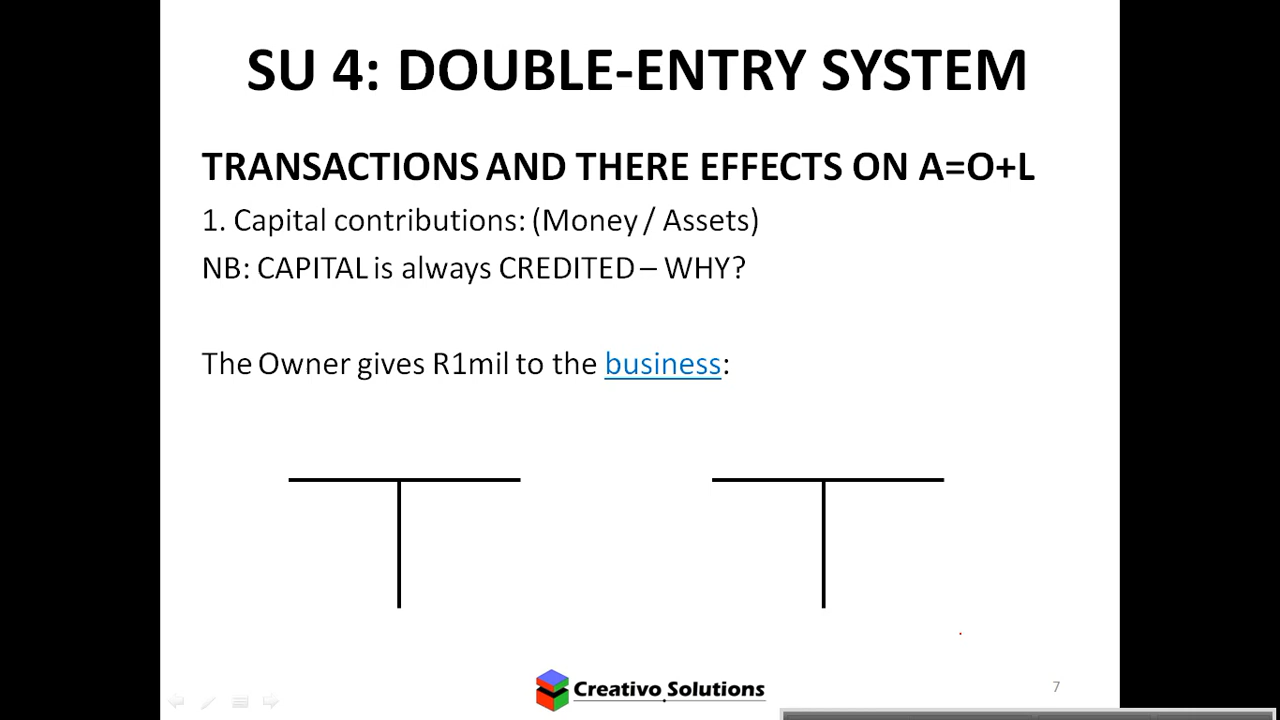 SU 4: DOUBLE-ENTRY SYSTEM
TRANSACTIONS AND THERE EFFECTS ON A=O+L
1. Capital contributions: (Money / Assets)
NB: CAPITAL is always CREDITED – WHY?
The Owner gives R1mil to the business:
Creativo Solutions
7